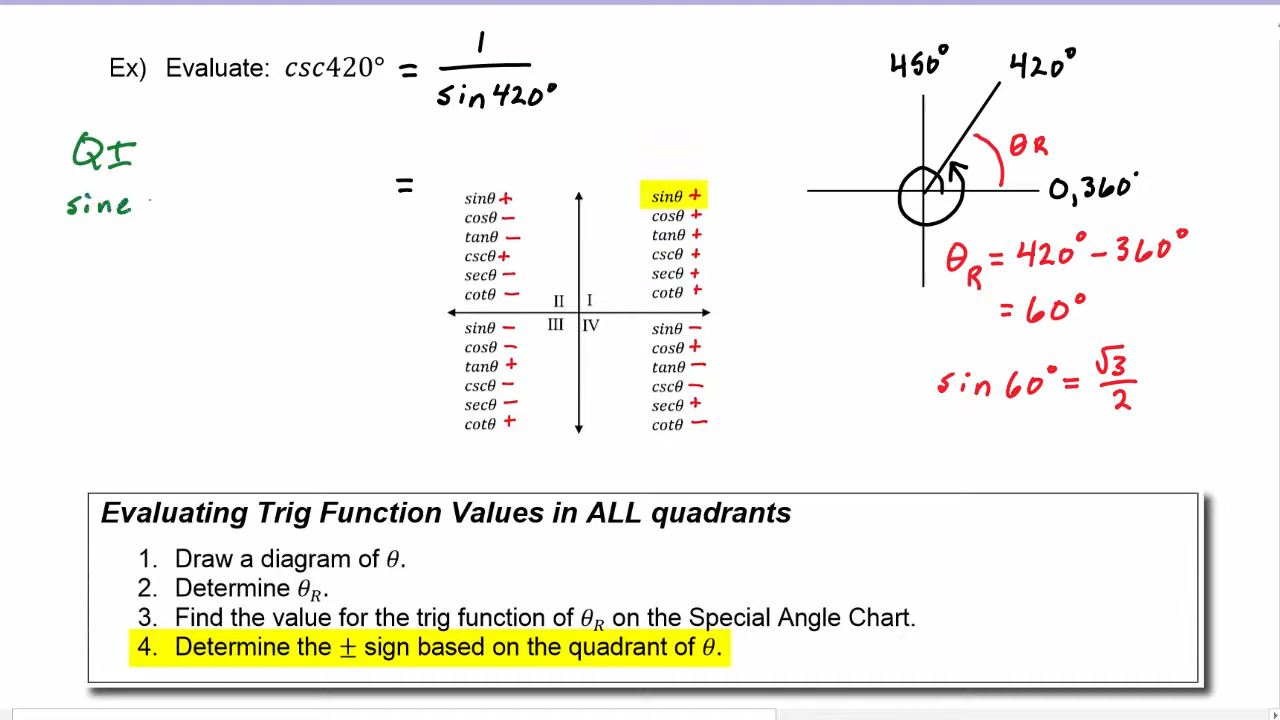 Ex) Evaluate: csc420° = 1 / sin420°
450° 420°
θR
0,360°
QI
sine
=
sinθ + sinθ +
cosθ − cosθ +
tanθ − tanθ +
cscθ + cscθ +
secθ − secθ +
cotθ − cotθ +
II I
III IV
sinθ − sinθ −
cosθ − cosθ +
tanθ + tanθ −
cscθ − cscθ −
secθ − secθ +
cotθ + cotθ −
θR = 420° − 360°
= 60°
sin60° = √3/2
Evaluating Trig Function Values in ALL quadrants
1. Draw a diagram of θ.
2. Determine θR.
3. Find the value for the trig function of θR on the Special Angle Chart.
4. Determine the ± sign based on the quadrant of θ.